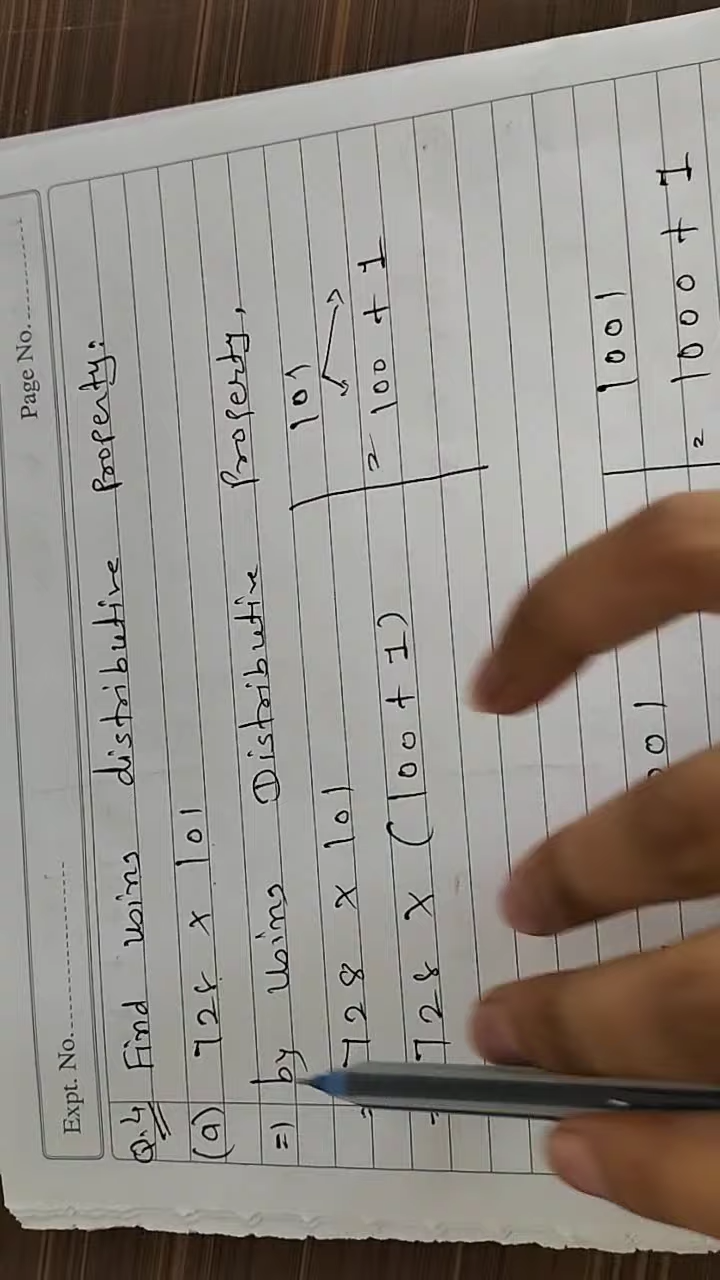 Expt. No.
Page No.
Q.4 Find using distributive property:
(a) 728 x 101
=) by using Distributive Property,
= 728 x 101
101
= 728 x (100 + 1)
= 100 + 1
1001
= 1000 + 1